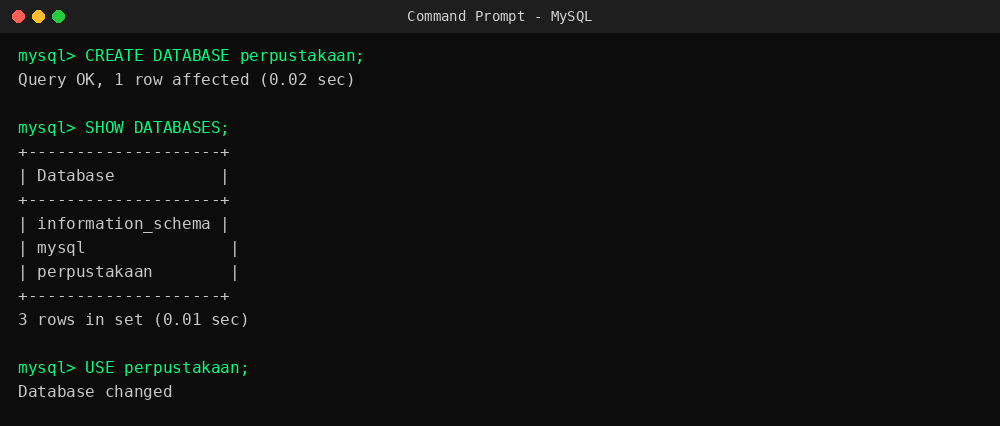 Command Prompt - MySQL
mysql> CREATE DATABASE perpustakaan;
Query OK, 1 row affected (0.02 sec)
mysql> SHOW DATABASES;
+--------------------+
| Database           |
+--------------------+
| information_schema |
| mysql               |
| perpustakaan        |
+--------------------+
3 rows in set (0.01 sec)
mysql> USE perpustakaan;
Database changed